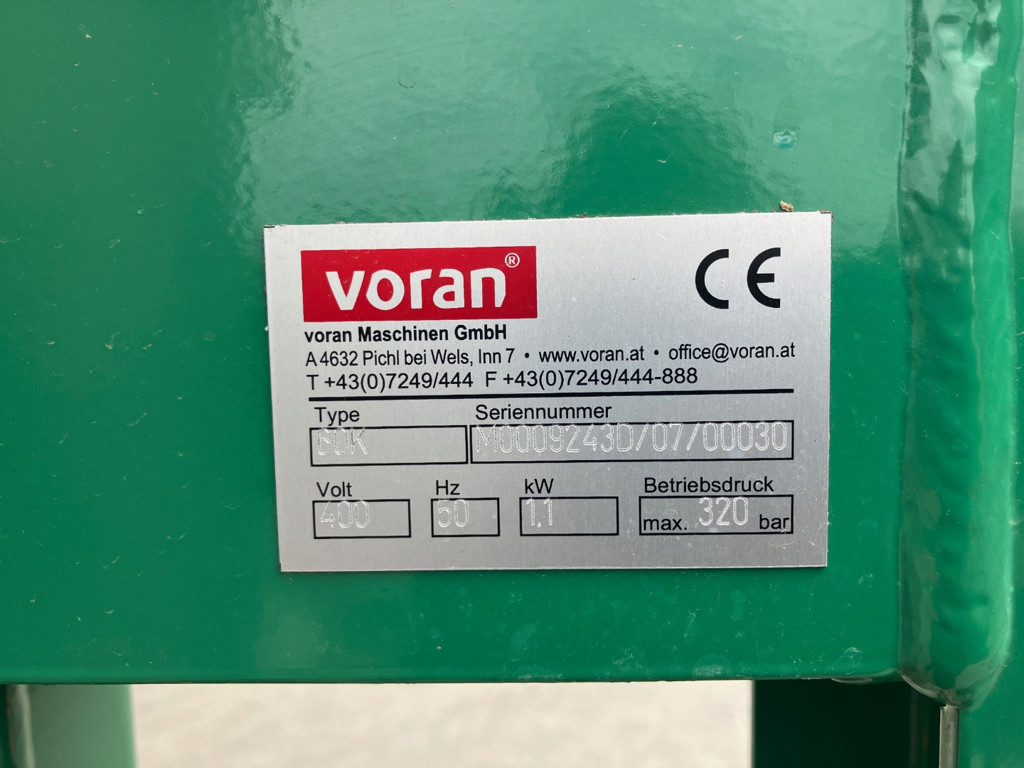 voran®
CE
voran Maschinen GmbH
A 4632 Pichl bei Wels, Inn 7 • www.voran.at • office@voran.at
T +43(0)7249/444 F +43(0)7249/444-888
Type Seriennummer
60K M0009243D/07/00030
Volt Hz kW Betriebsdruck
400 50 1,1 max. 320 bar